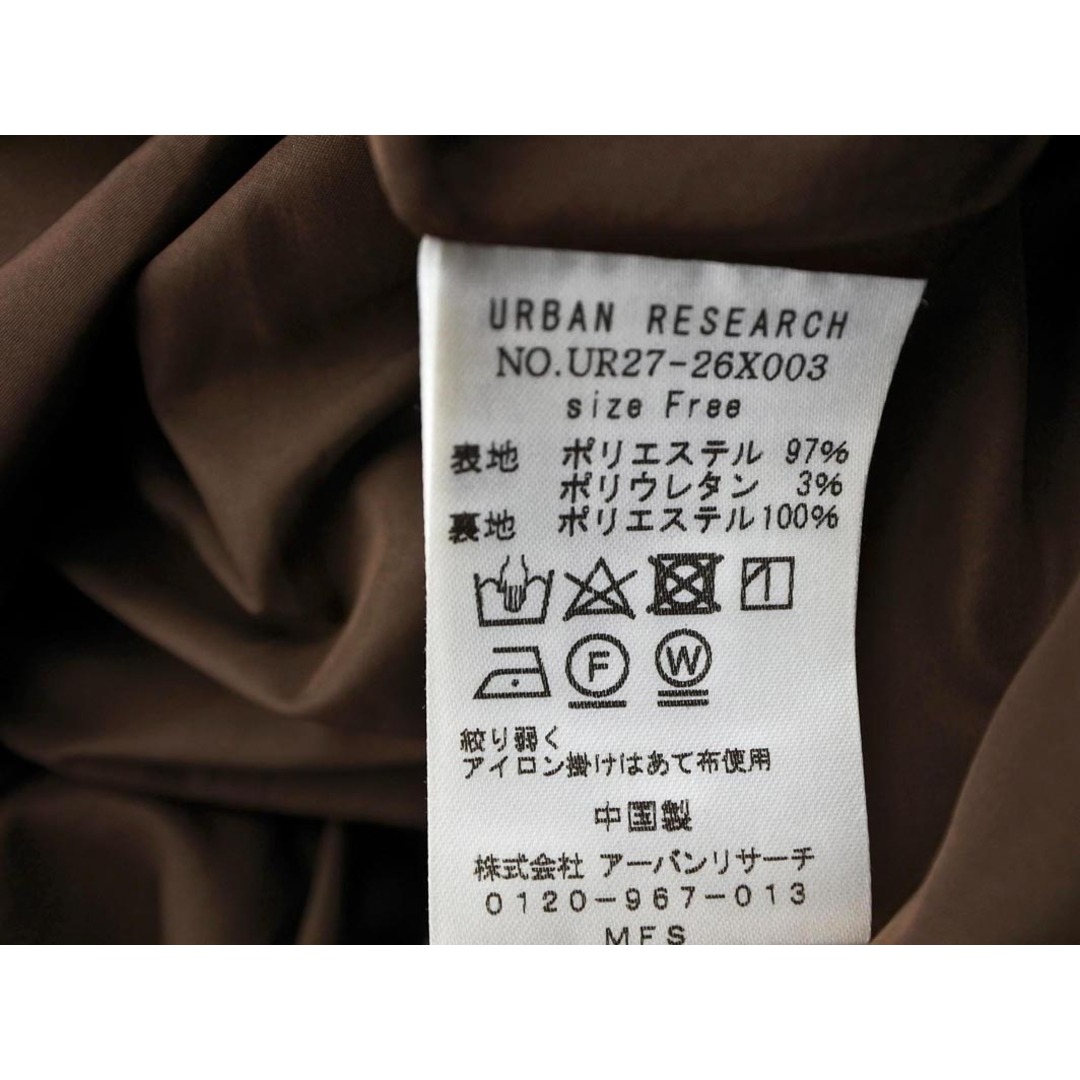 URBAN RESEARCH
NO.UR27-26X003
size Free
表地 ポリエステル 97%
ポリウレタン 3%
裏地 ポリエステル100%
F W
絞り弱く
アイロン掛けはあて布使用
中国製
株式会社 アーバンリサーチ
0120-967-013
MFS